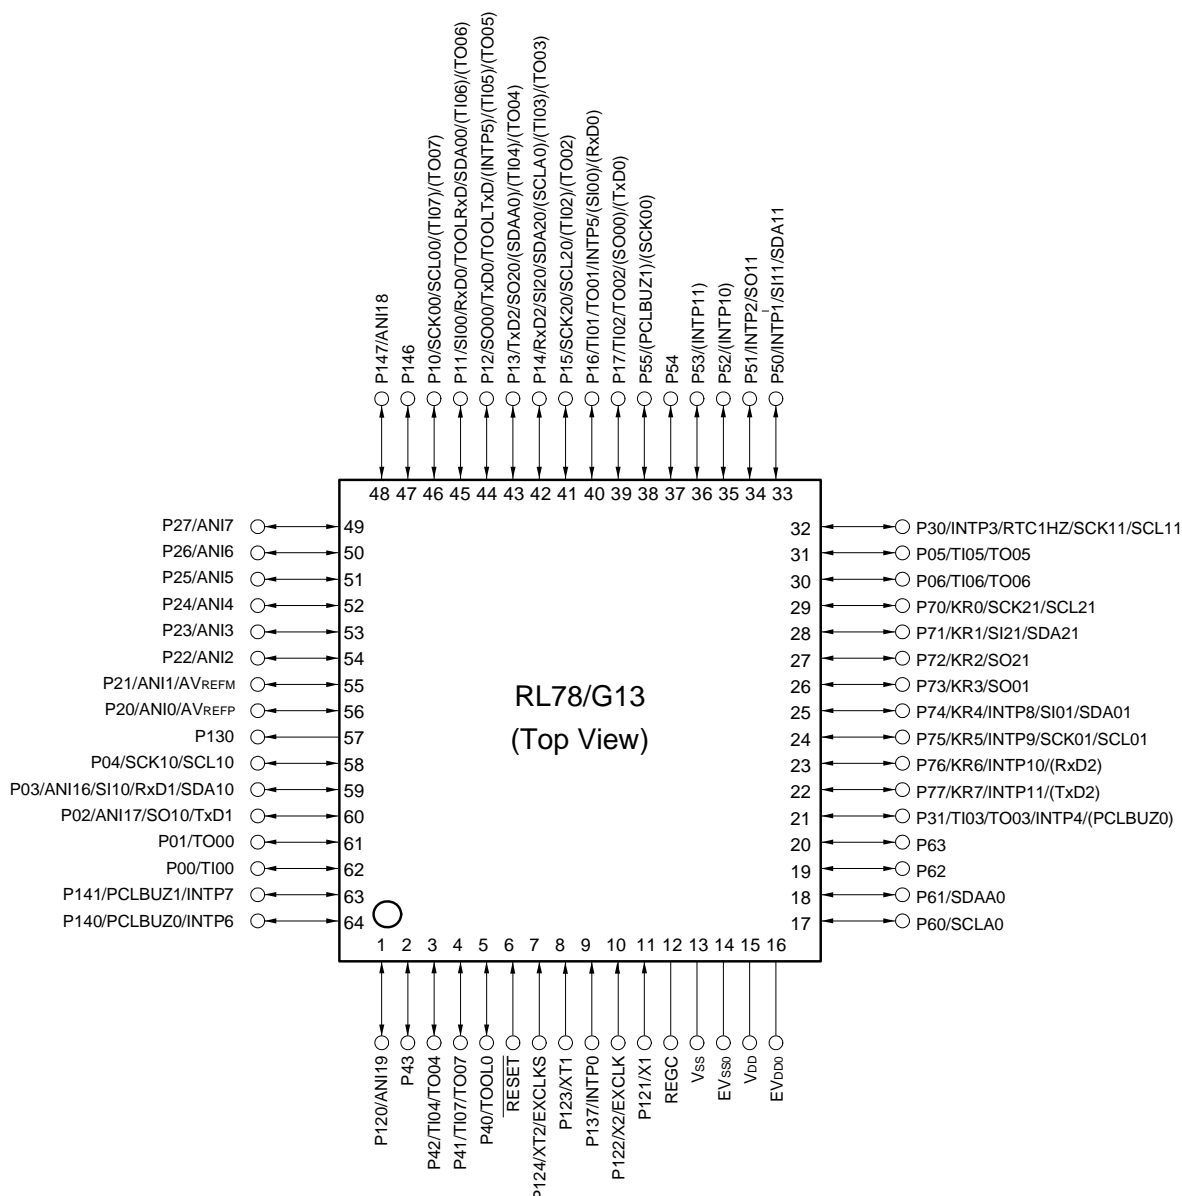 P147/ANI18
P146
P10/SCK00/SCL00/(TI07)/(TO07)
P11/SI00/RxD0/TOOLRxD/SDA00/(TI06)/(TO06)
P12/SO00/TxD0/TOOLTxD/(INTP5)/(TI05)/(TO05)
P13/TxD2/SO20/(SDAA0)/(TI04)/(TO04)
P14/RxD2/SI20/SDA20/(SCLA0)/(TI03)/(TO03)
P15/SCK20/SCL20/(TI02)/(TO02)
P16/TI01/TO01/INTP5/(SI00)/(RxD0)
P17/TI02/TO02/(SO00)/(TxD0)
P55/(PCLBUZ1)/(SCK00)
P54
P53/(INTP11)
P52/(INTP10)
P51/INTP2/SO11
P50/INTP1/SI11/SDA11
48 47 46 45 44 43 42 41 40 39 38 37 36 35 34 33
P27/ANI7 49
P26/ANI6 50
P25/ANI5 51
P24/ANI4 52
P23/ANI3 53
P22/ANI2 54
P21/ANI1/AVREFM 55
P20/ANI0/AVREFP 56
P130 57
P04/SCK10/SCL10 58
P03/ANI16/SI10/RxD1/SDA10 59
P02/ANI17/SO10/TxD1 60
P01/TO00 61
P00/TI00 62
P141/PCLBUZ1/INTP7 63
P140/PCLBUZ0/INTP6 64
RL78/G13
(Top View)
32 P30/INTP3/RTC1HZ/SCK11/SCL11
31 P05/TI05/TO05
30 P06/TI06/TO06
29 P70/KR0/SCK21/SCL21
28 P71/KR1/SI21/SDA21
27 P72/KR2/SO21
26 P73/KR3/SO01
25 P74/KR4/INTP8/SI01/SDA01
24 P75/KR5/INTP9/SCK01/SCL01
23 P76/KR6/INTP10/(RxD2)
22 P77/KR7/INTP11/(TxD2)
21 P31/TI03/TO03/INTP4/(PCLBUZ0)
20 P63
19 P62
18 P61/SDAA0
17 P60/SCLA0
1 2 3 4 5 6 7 8 9 10 11 12 13 14 15 16
P120/ANI19
P43
P42/TI04/TO04
P41/TI07/TO07
P40/TOOL0
RESET
P124/XT2/EXCLKS
P123/XT1
P137/INTP0
P122/X2/EXCLK
P121/X1
REGC
VSS
EVSS0
VDD
EVDD0